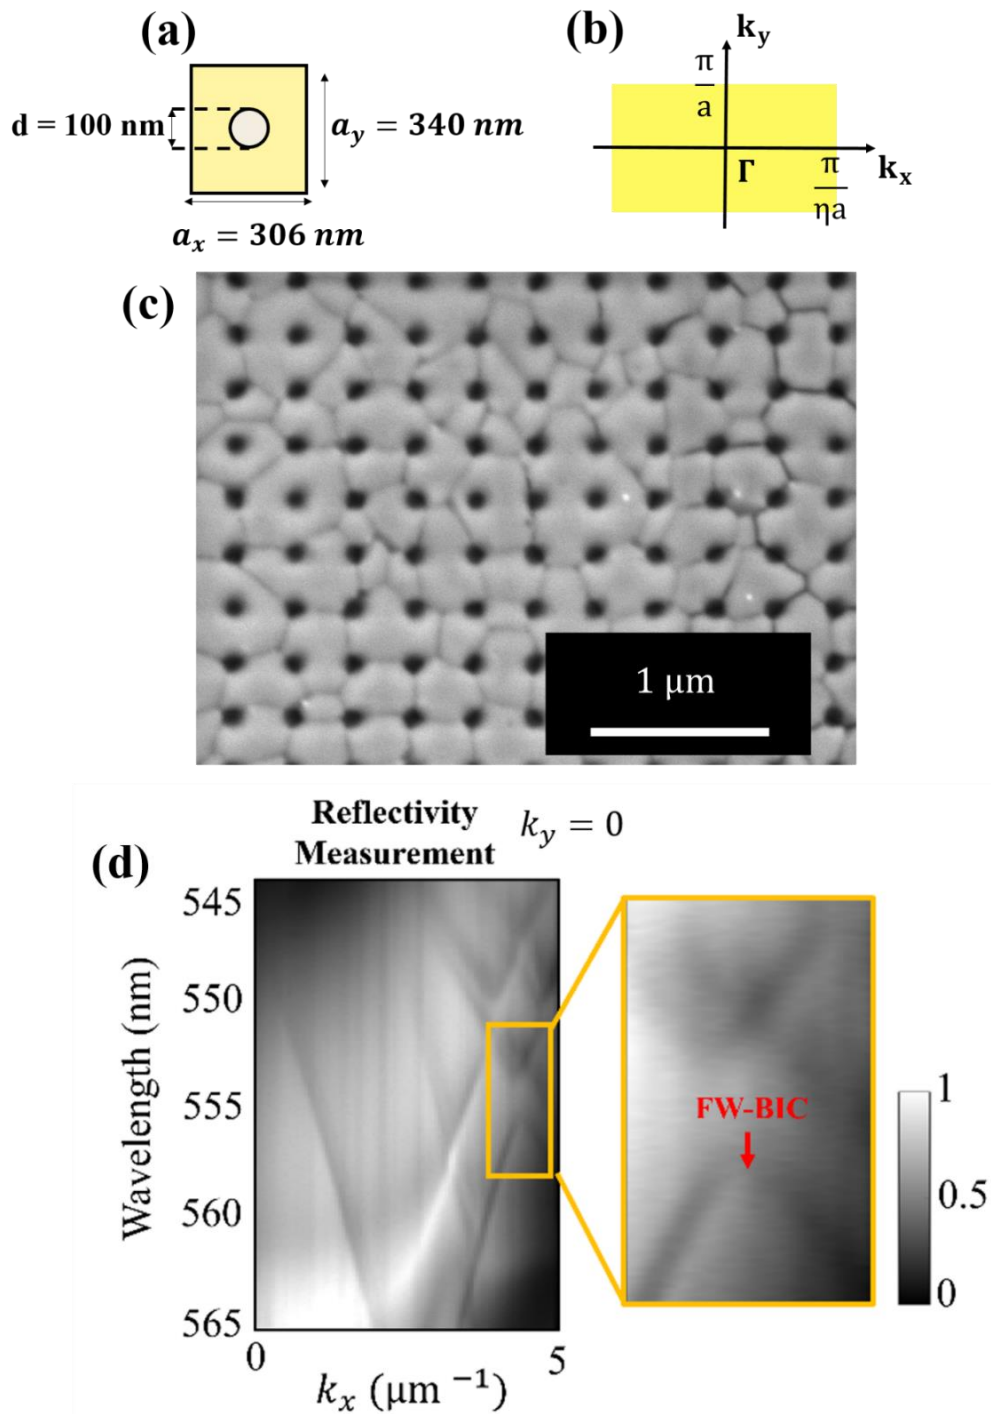 (a)
d = 100 nm
a_y = 340 nm
a_x = 306 nm
(b)
k_y
π
a
Γ
k_x
π
ηa
(c)
1 μm
(d)
Reflectivity
Measurement
k_y = 0
545
550
555
560
565
Wavelength (nm)
0
5
k_x (μm ⁻¹)
FW-BIC
1
0.5
0